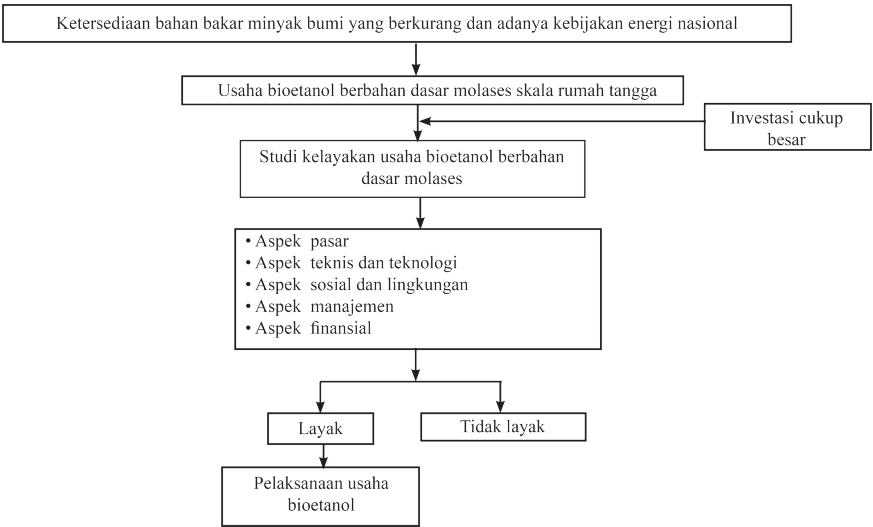 Ketersediaan bahan bakar minyak bumi yang berkurang dan adanya kebijakan energi nasional
Usaha bioetanol berbahan dasar molases skala rumah tangga
Investasi cukup
besar
Studi kelayakan usaha bioetanol berbahan
dasar molases
• Aspek pasar
• Aspek teknis dan teknologi
• Aspek sosial dan lingkungan
• Aspek manajemen
• Aspek finansial
Layak
Tidak layak
Pelaksanaan usaha
bioetanol